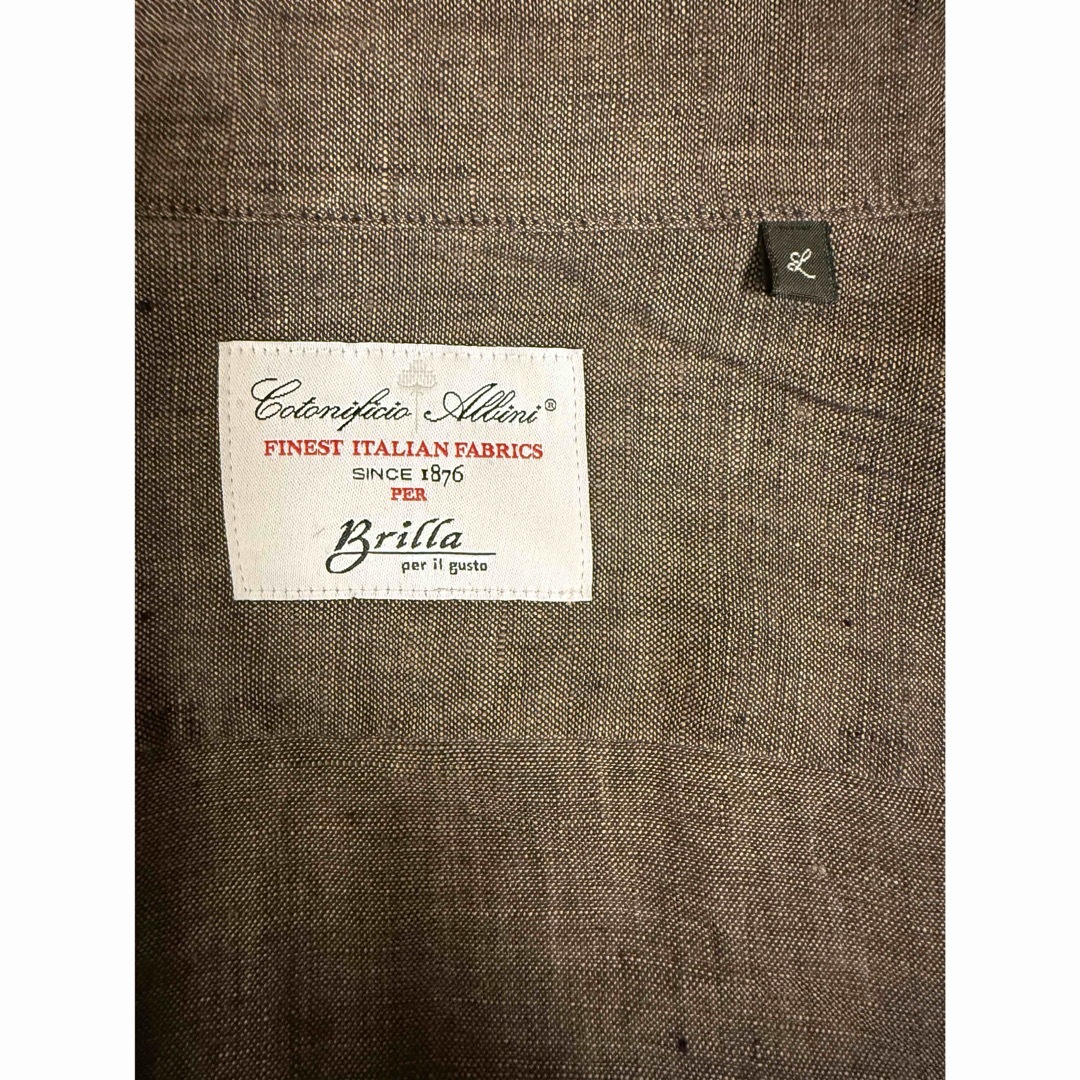 L
Cotonificio Albini®
FINEST ITALIAN FABRICS
SINCE 1876
PER
Brilla
per il gusto